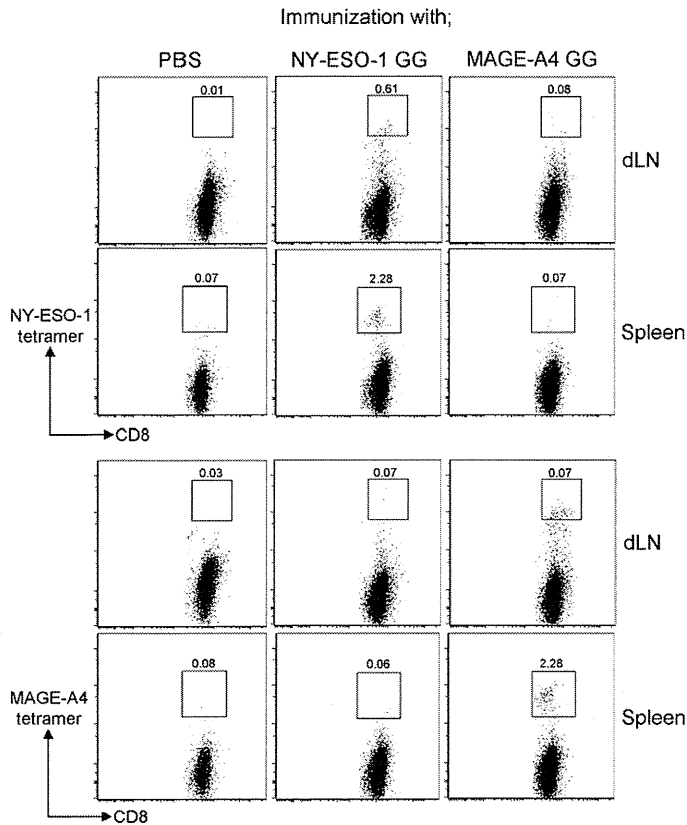 Immunization with;
PBS NY-ESO-1 GG MAGE-A4 GG
0.01 0.61 0.08
dLN
0.07 2.28 0.07
NY-ESO-1
tetramer
Spleen
CD8
0.03 0.07 0.07
dLN
0.08 0.06 2.28
MAGE-A4
tetramer
Spleen
CD8